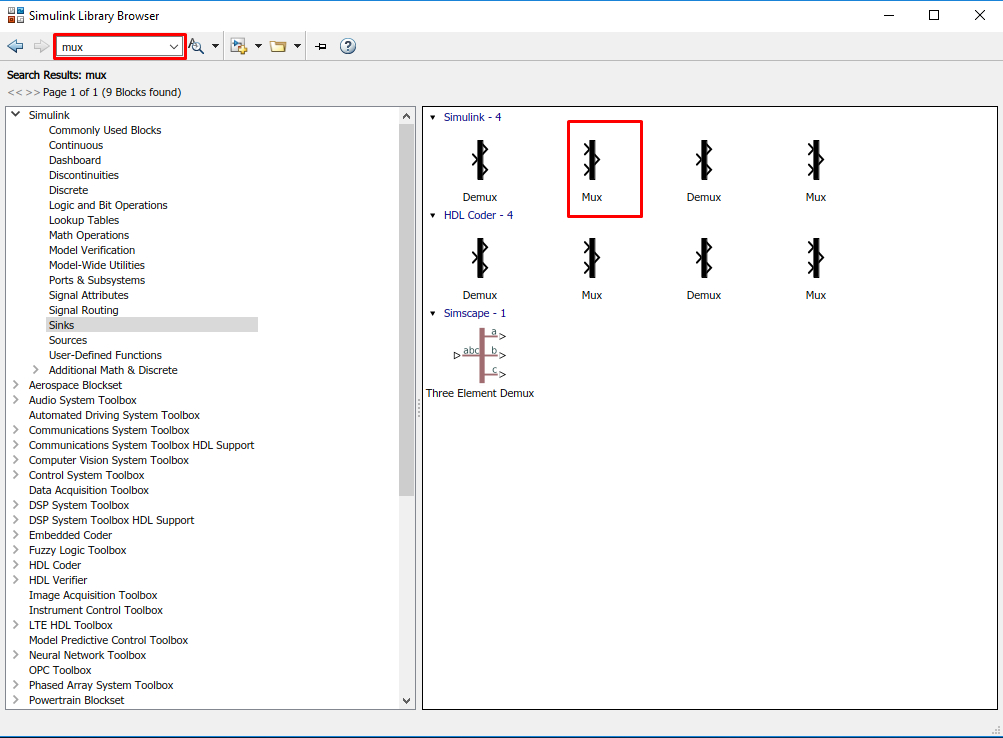 Simulink Library Browser
mux
Search Results: mux
<< >> Page 1 of 1 (9 Blocks found)
Simulink
Commonly Used Blocks
Continuous
Dashboard
Discontinuities
Discrete
Logic and Bit Operations
Lookup Tables
Math Operations
Model Verification
Model-Wide Utilities
Ports & Subsystems
Signal Attributes
Signal Routing
Sinks
Sources
User-Defined Functions
Additional Math & Discrete
Aerospace Blockset
Audio System Toolbox
Automated Driving System Toolbox
Communications System Toolbox
Communications System Toolbox HDL Support
Computer Vision System Toolbox
Control System Toolbox
Data Acquisition Toolbox
DSP System Toolbox
DSP System Toolbox HDL Support
Embedded Coder
Fuzzy Logic Toolbox
HDL Coder
HDL Verifier
Image Acquisition Toolbox
Instrument Control Toolbox
LTE HDL Toolbox
Model Predictive Control Toolbox
Neural Network Toolbox
OPC Toolbox
Phased Array System Toolbox
Powertrain Blockset
Simulink - 4
Demux Mux Demux Mux
HDL Coder - 4
Demux Mux Demux Mux
Simscape - 1
a
abc b
c
Three Element Demux